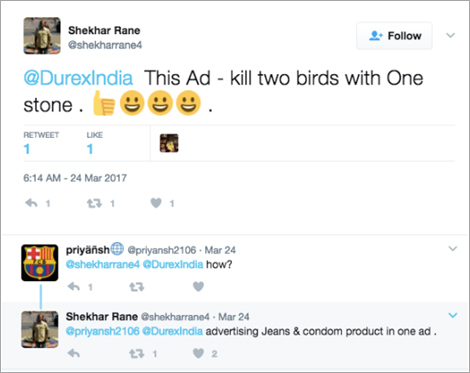 Shekhar Rane
@shekharrane4
Follow
@DurexIndia This Ad - kill two birds with One
stone . 👍😀😀😀 .
RETWEET LIKE
1 1
6:14 AM - 24 Mar 2017
1 1 1
priyäñsh🌐 @priyansh2106 · Mar 24
@shekharrane4 @DurexIndia how?
1
Shekhar Rane @shekharrane4 · Mar 24
@priyansh2106 @DurexIndia advertising Jeans & condom product in one ad .
1 2